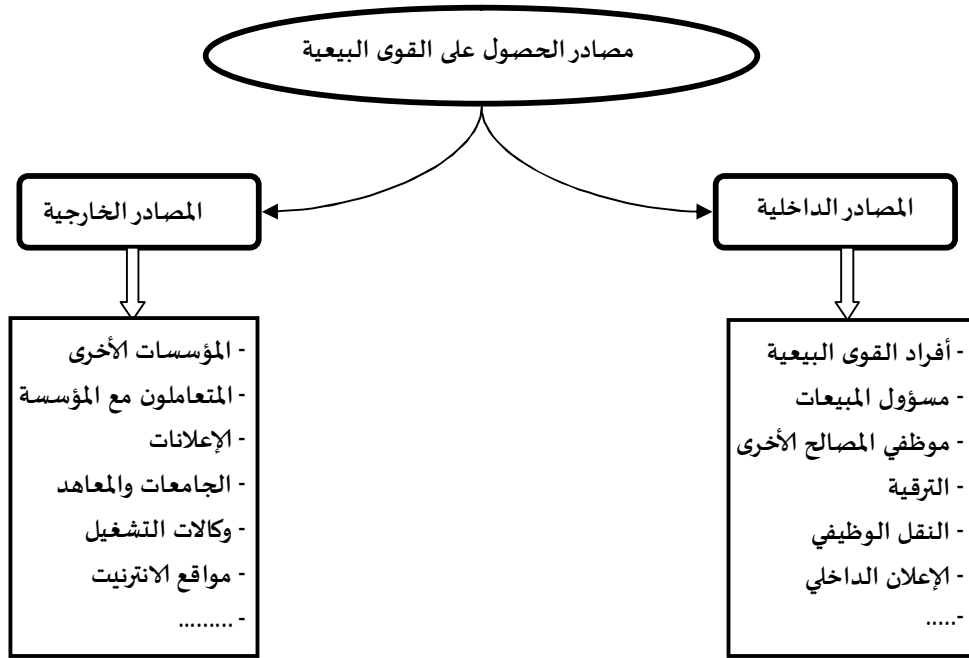 مصادر الحصول على القوى البيعية
المصادر الداخلية
- أفراد القوى البيعية
- مسؤول المبيعات
- موظفي المصالح الأخرى
- الترقية
- النقل الوظيفي
- الإعلان الداخلي
-.....
المصادر الخارجية
- المؤسسات الأخرى
- المتعاملون مع المؤسسة
- الإعلانات
- الجامعات والمعاهد
- وكالات التشغيل
- مواقع الانترنيت
- .........